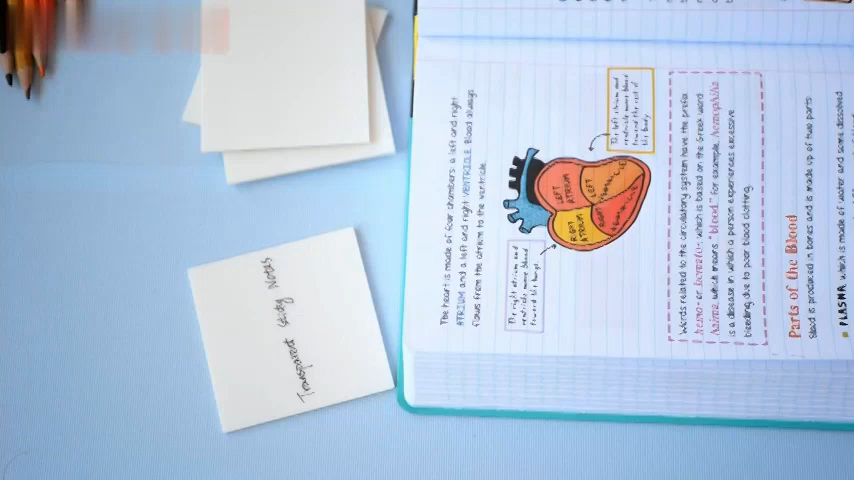 Transparent Sticky Notes
The heart is made of four chambers: a left and right
ATRIUM and a left and right VENTRICLE. Blood always
flows from the atrium to the ventricle.
The right atrium and
ventricle move blood
toward the lungs.
LEFT
ATRIUM
LEFT
VENTRICLE
RIGHT
ATRIUM
RIGHT
VENTRICLE
The left atrium and
ventricle move blood
toward the rest of
the body.
Words related to the circulatory system have the prefix
hemo- or hemato-, which is based on the Greek word
haima, which means "blood." For example, hemophilia
is a disease in which a person experiences excessive
bleeding due to poor blood clotting.
Parts of the Blood
Blood is produced in bones and is made up of two parts:
PLASMA, which is made of water and some dissolved